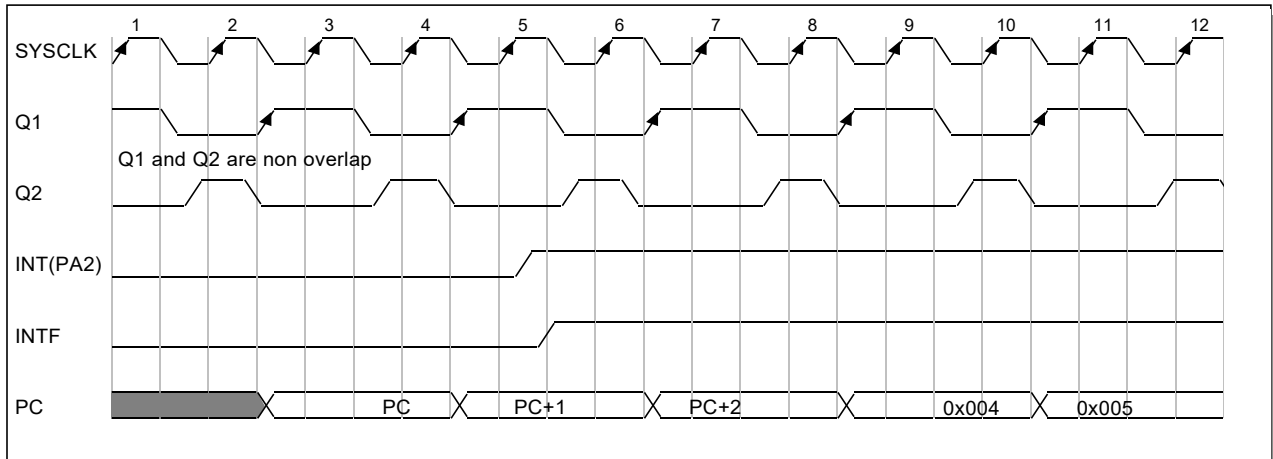 1 2 3 4 5 6 7 8 9 10 11 12
SYSCLK
Q1
Q1 and Q2 are non overlap
Q2
INT(PA2)
INTF
PC PC PC+1 PC+2 0x004 0x005